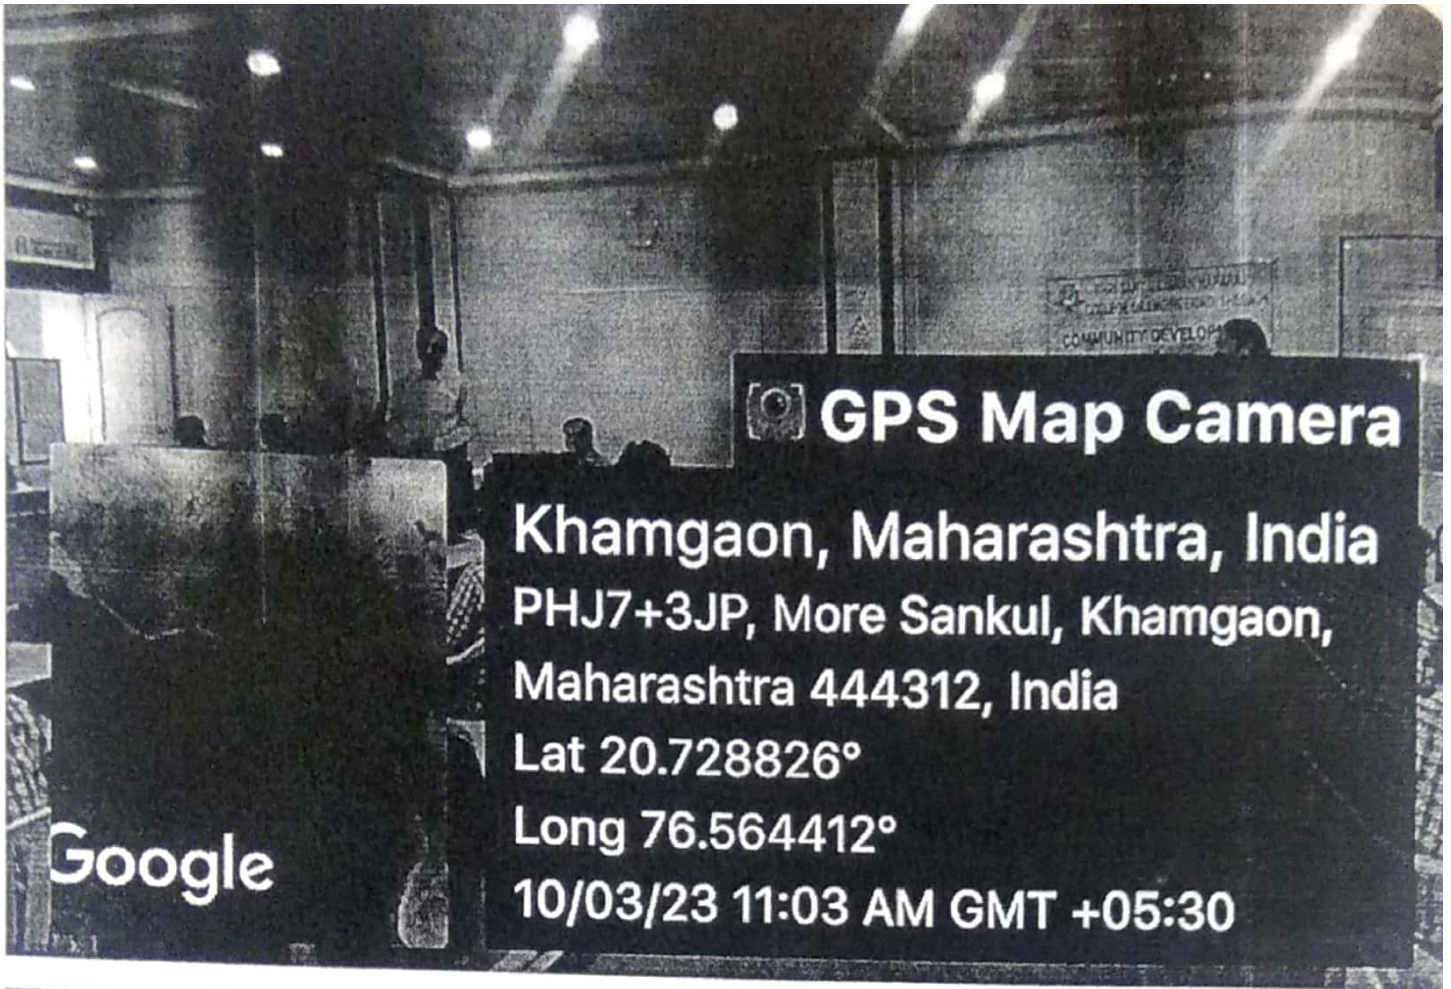 COMMUNITY DEVELOP
GPS Map Camera
Khamgaon, Maharashtra, India
PHJ7+3JP, More Sankul, Khamgaon,
Maharashtra 444312, India
Lat 20.728826°
Long 76.564412°
10/03/23 11:03 AM GMT +05:30
Google